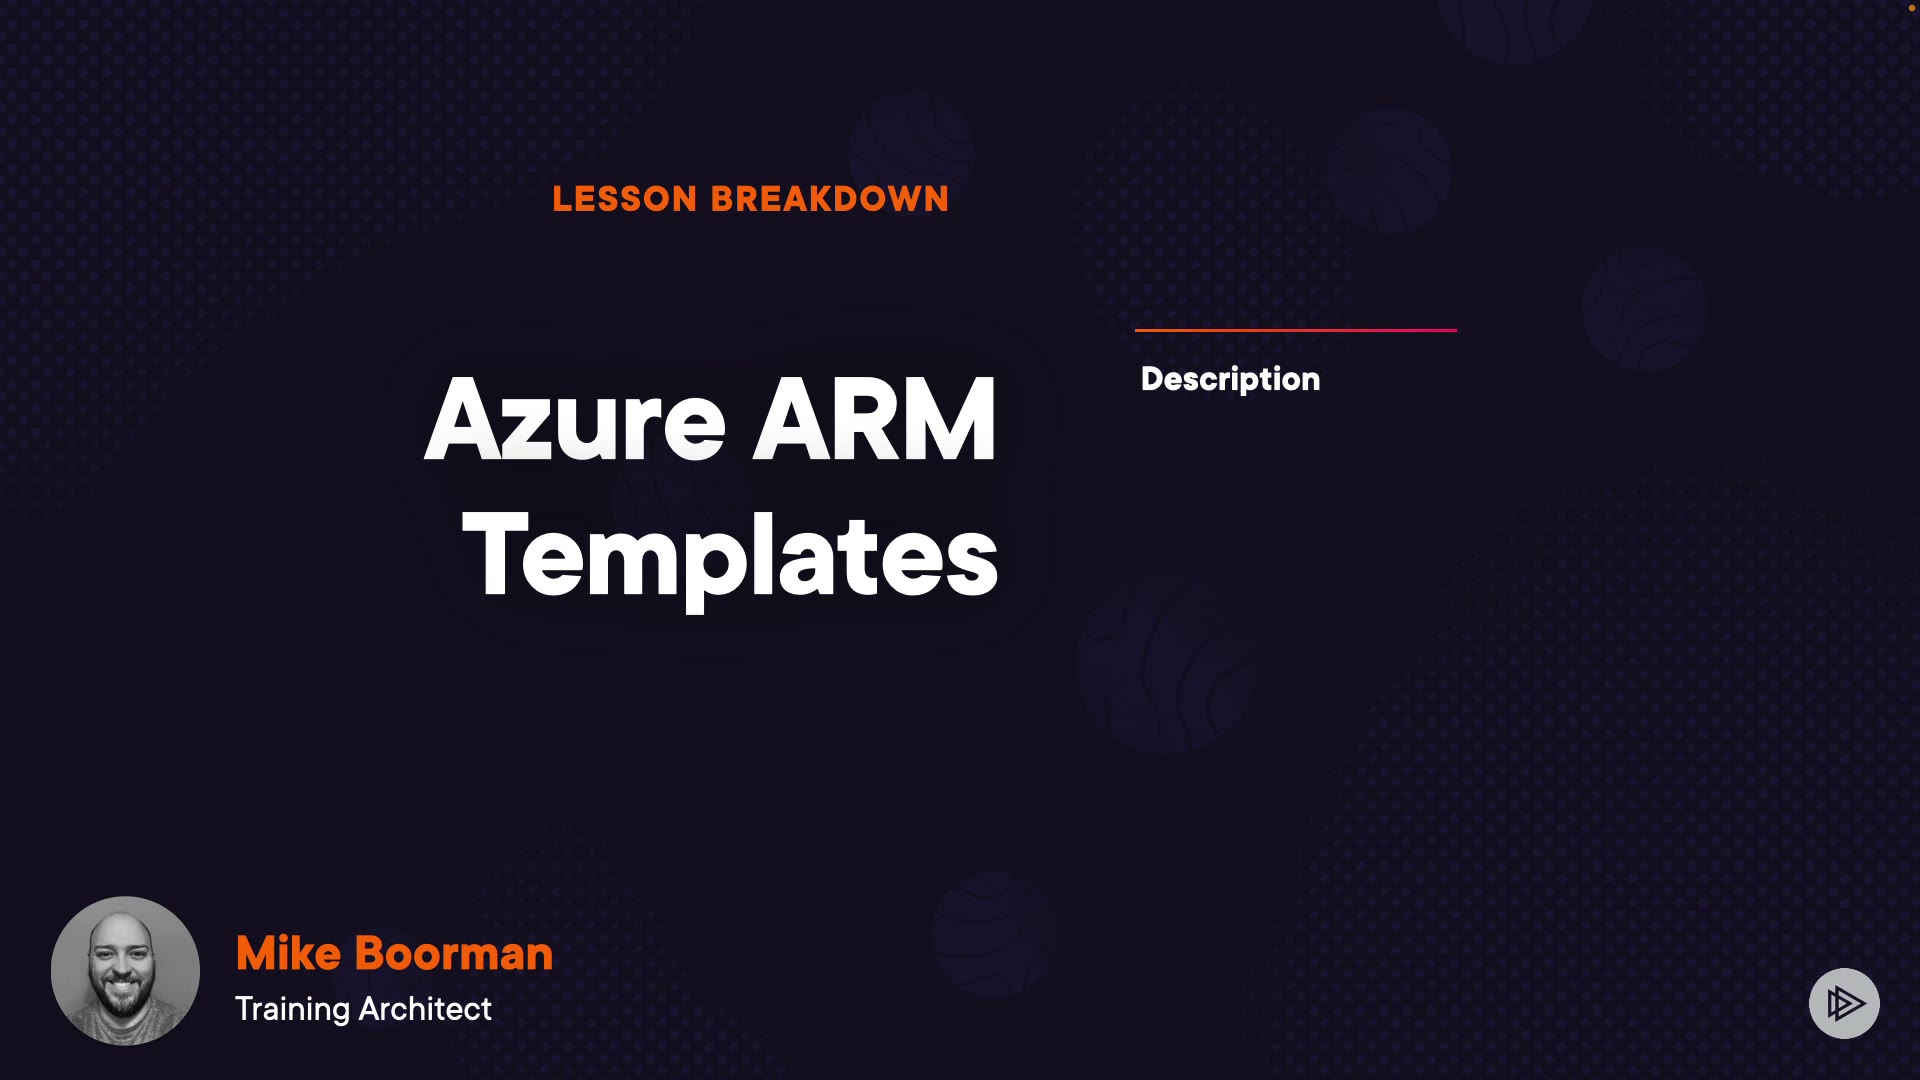 LESSON BREAKDOWN
Azure ARM
Templates
Description
Mike Boorman
Training Architect